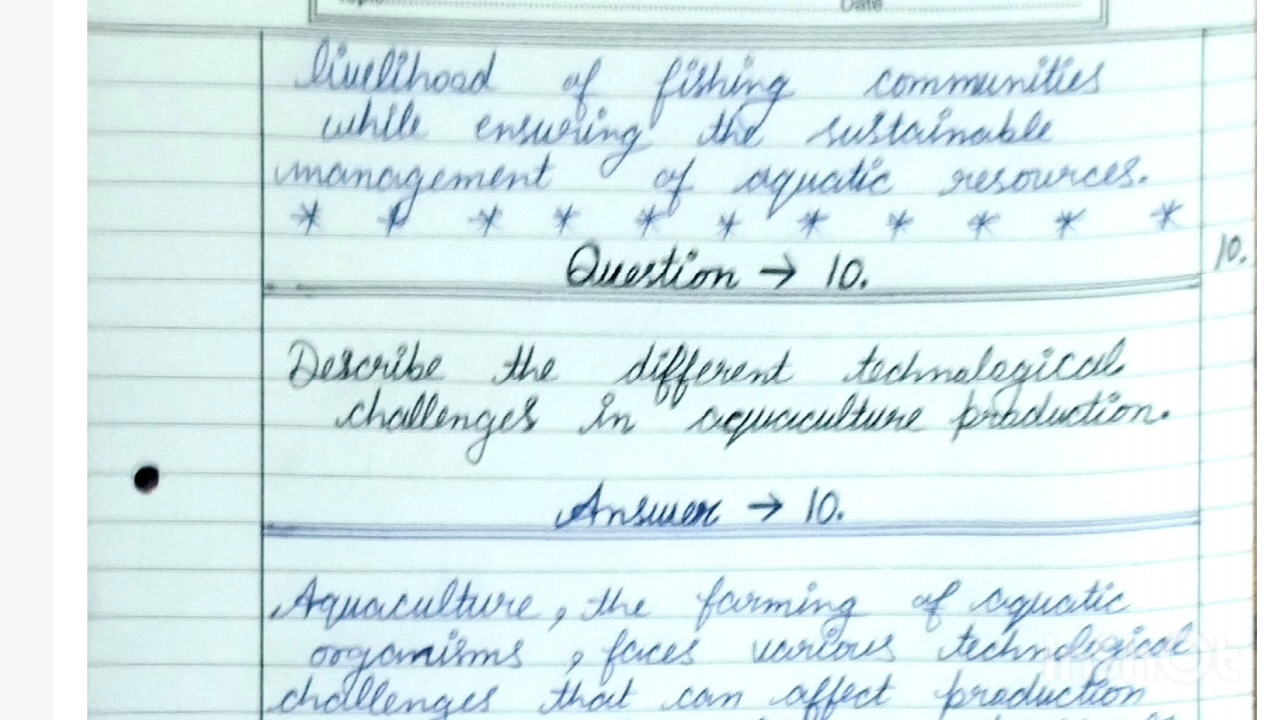 Date
livelihood of fishing communities
while ensuring the sustainable
management of aquatic resources.
* * * * * * * * * * *
Question → 10.
10.
Describe the different technological
challenges in aquaculture production.
Answer → 10.
Aquaculture, the farming of aquatic
organisms, faces various technological
challenges that can affect production